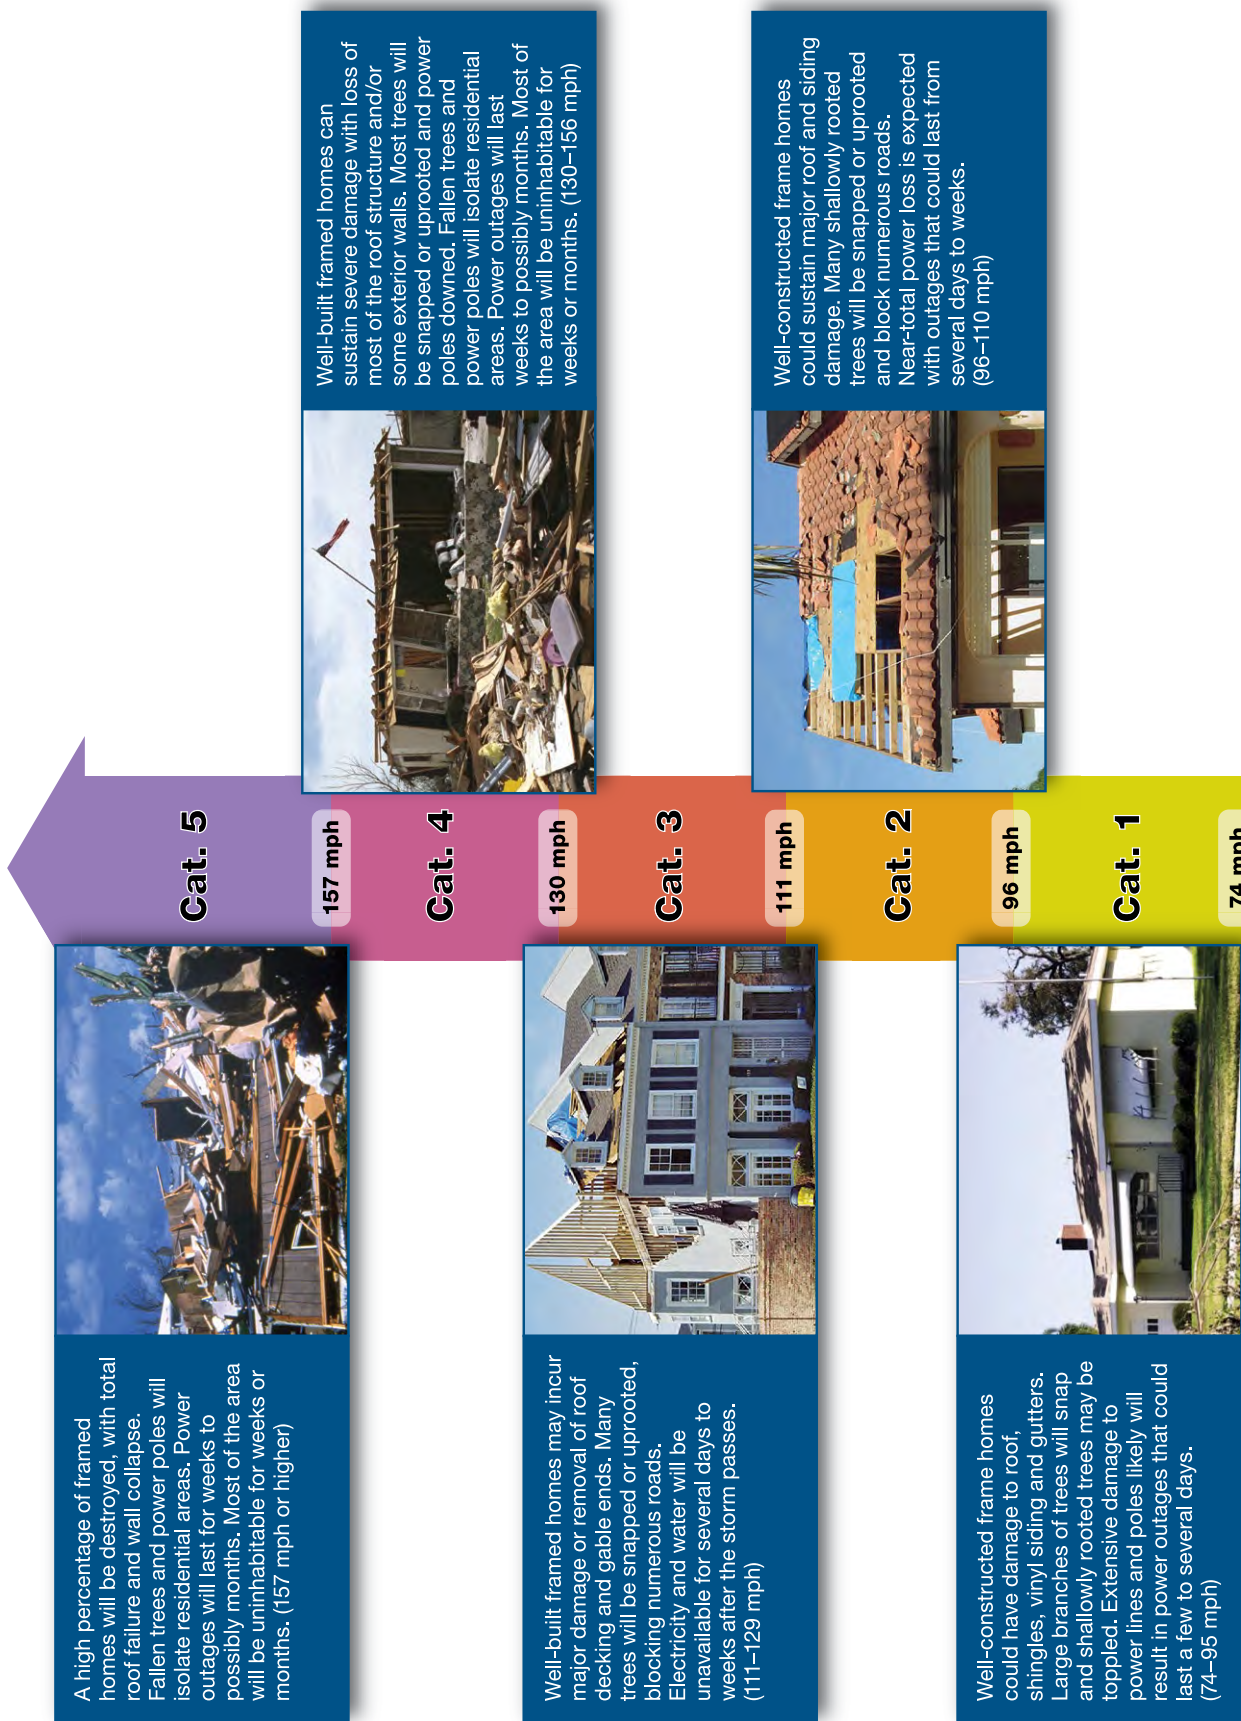 A high percentage of framed
homes will be destroyed, with total
roof failure and wall collapse.
Fallen trees and power poles will
isolate residential areas. Power
outages will last for weeks to
possibly months. Most of the area
will be uninhabitable for weeks or
months. (157 mph or higher)
Cat. 5
157 mph
Well-built framed homes can
sustain severe damage with loss of
most of the roof structure and/or
some exterior walls. Most trees will
be snapped or uprooted and power
poles downed. Fallen trees and
power poles will isolate residential
areas. Power outages will last
weeks to possibly months. Most of
the area will be uninhabitable for
weeks or months. (130–156 mph)
Cat. 4
130 mph
Well-built framed homes may incur
major damage or removal of roof
decking and gable ends. Many
trees will be snapped or uprooted,
blocking numerous roads.
Electricity and water will be
unavailable for several days to
weeks after the storm passes.
(111–129 mph)
Cat. 3
111 mph
Well-constructed frame homes
could sustain major roof and siding
damage. Many shallowly rooted
trees will be snapped or uprooted
and block numerous roads.
Near-total power loss is expected
with outages that could last from
several days to weeks.
(96–110 mph)
Cat. 2
96 mph
Well-constructed frame homes
could have damage to roof,
shingles, vinyl siding and gutters.
Large branches of trees will snap
and shallowly rooted trees may be
toppled. Extensive damage to
power lines and poles likely will
result in power outages that could
last a few to several days.
(74–95 mph)
Cat. 1
74 mph